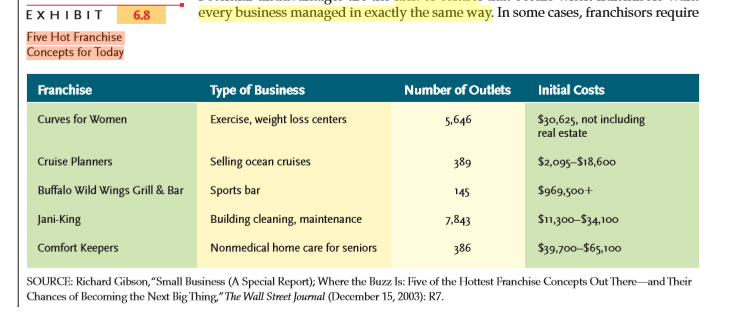 every business managed in exactly the same way. In some cases, franchisors require
EXHIBIT 6.8
Five Hot Franchise
Concepts for Today
Franchise Type of Business Number of Outlets Initial Costs
Curves for Women Exercise, weight loss centers 5,646 $30,625, not including
real estate
Cruise Planners Selling ocean cruises 389 $2,095–$18,600
Buffalo Wild Wings Grill & Bar Sports bar 145 $969,500+
Jani-King Building cleaning, maintenance 7,843 $11,300–$34,100
Comfort Keepers Nonmedical home care for seniors 386 $39,700–$65,100
SOURCE: Richard Gibson, "Small Business (A Special Report); Where the Buzz Is: Five of the Hottest Franchise Concepts Out There—and Their
Chances of Becoming the Next Big Thing," The Wall Street Journal (December 15, 2003): R7.